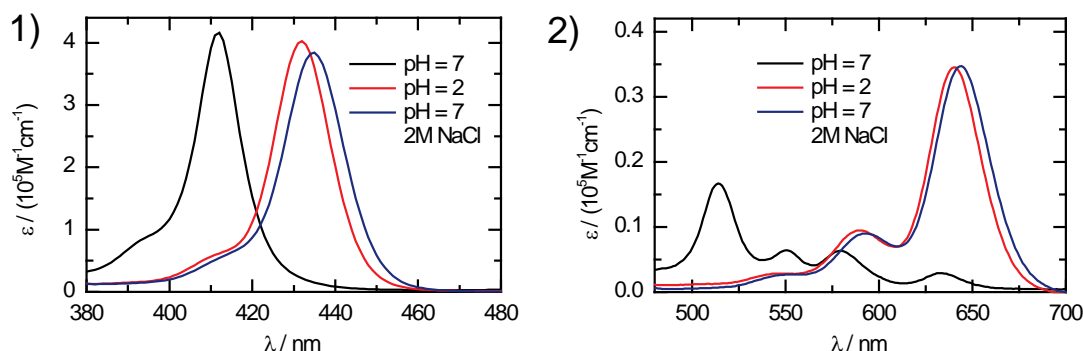 1)
4
3
2
1
0
ε / (10⁵M⁻¹cm⁻¹)
380 400 420 440 460 480
λ / nm
pH = 7
pH = 2
pH = 7
2M NaCl
2)
0.4
0.3
0.2
0.1
0.0
ε / (10⁵M⁻¹cm⁻¹)
500 550 600 650 700
λ / nm
pH = 7
pH = 2
pH = 7
2M NaCl